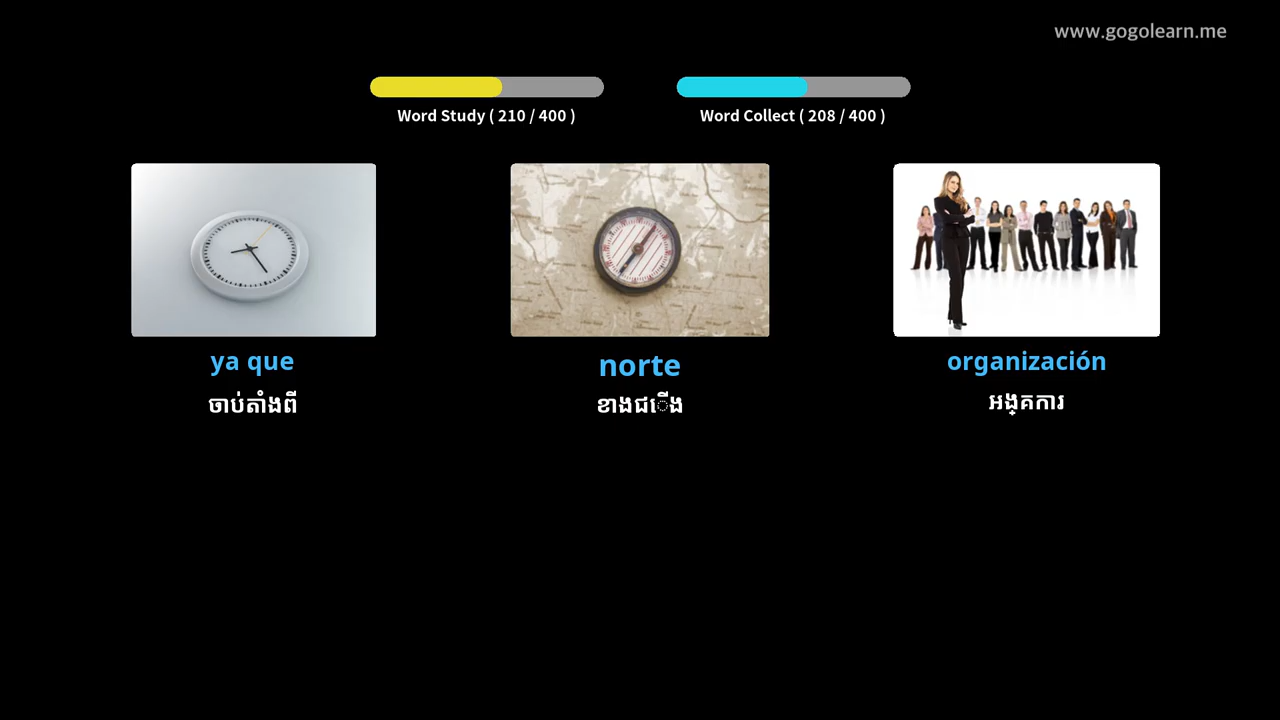 www.gogolearn.me
Word Study ( 210 / 400 )
Word Collect ( 208 / 400 )
ya que
norte
organización
ចាប់តាំងពី
ខាងជើង
អង្គការ